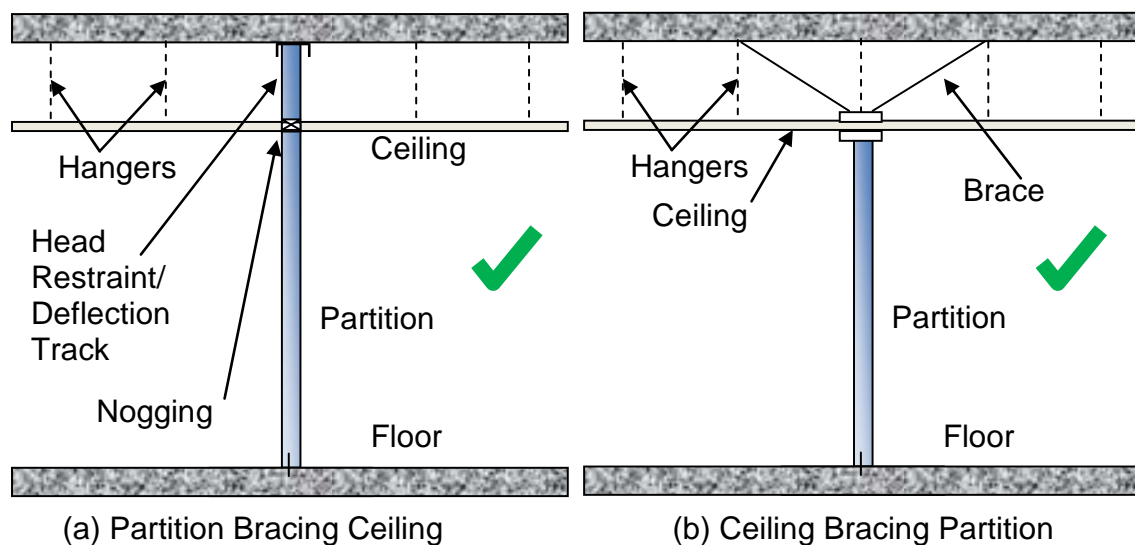 Hangers
Ceiling
Head
Restraint/
Deflection
Track
Partition
Nogging
Floor
(a) Partition Bracing Ceiling
Hangers
Ceiling
Brace
Partition
Floor
(b) Ceiling Bracing Partition